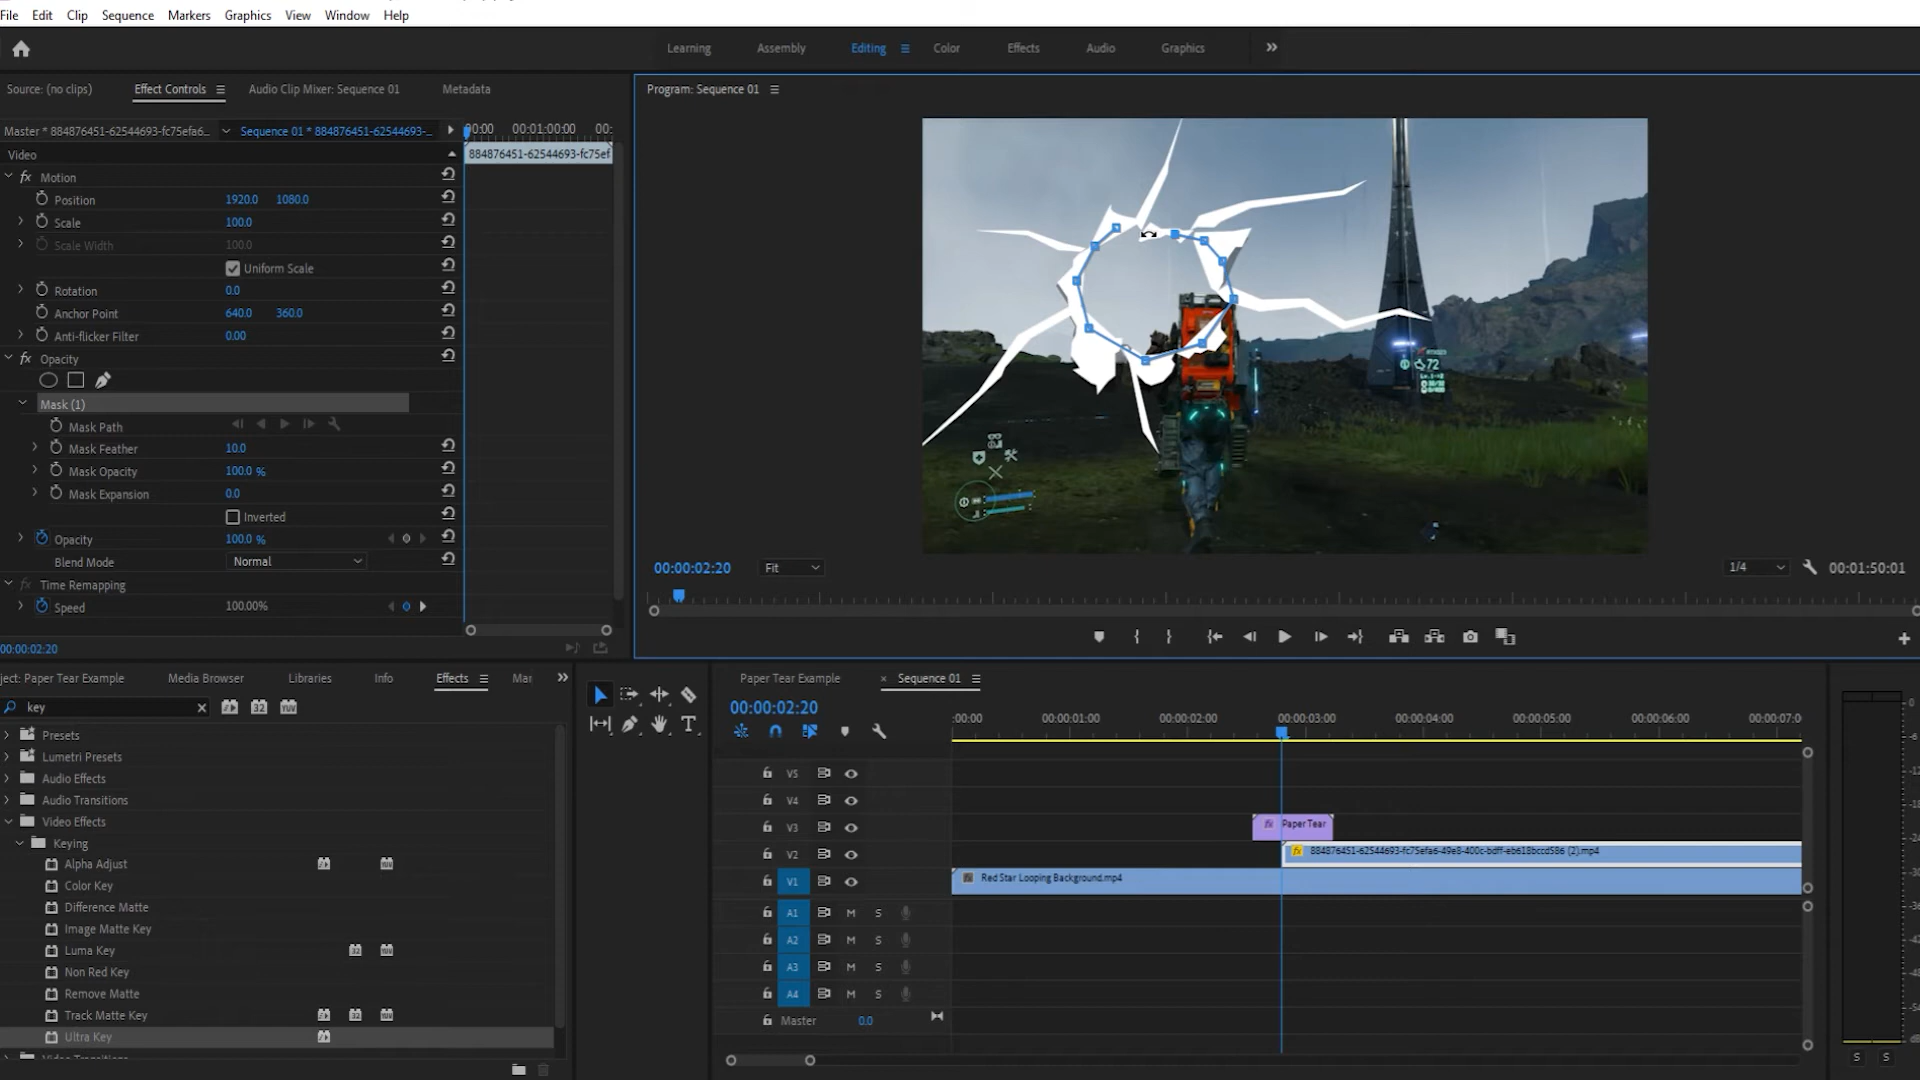 File Edit Clip Sequence Markers Graphics View Window Help
Learning Assembly Editing Color Effects Audio Graphics
Source: (no clips) Effect Controls Audio Clip Mixer: Sequence 01 Metadata
Program: Sequence 01
Master * 884876451-62544693-fc75efa6... Sequence 01 * 884876451-62544693-...
:00:00 00:01:00:00 00:
Video
884876451-62544693-fc75ef
Motion
Position 1920.0 1080.0
Scale 100.0
Scale Width 100.0
Uniform Scale
Rotation 0.0
Anchor Point 640.0 360.0
Anti-flicker Filter 0.00
Opacity
Mask (1)
Mask Path
Mask Feather 10.0
Mask Opacity 100.0 %
Mask Expansion 0.0
Inverted
Opacity 100.0 %
Blend Mode Normal
Time Remapping
Speed 100.00%
00:00:02:20
72
00:00:02:20 Fit 1/4 00:01:50:01
ject: Paper Tear Example Media Browser Libraries Info Effects Mar
key
Presets
Lumetri Presets
Audio Effects
Audio Transitions
Video Effects
Keying
Alpha Adjust
Color Key
Difference Matte
Image Matte Key
Luma Key
Non Red Key
Remove Matte
Track Matte Key
Ultra Key
Video Transitions
Paper Tear Example × Sequence 01
00:00:02:20
:00:00 00:00:01:00 00:00:02:00 00:00:03:00 00:00:04:00 00:00:05:00 00:00:06:00 00:00:07:0
V5
V4
V3 fx Paper Tear
V2 fx 884876451-62544693-fc75efa6-49e8-400c-bdff-eb618bccd586 (2).mp4
V1 fx Red Star Looping Background.mp4
A1 M S
A2 M S
A3 M S
A4 M S
Master 0.0
S S